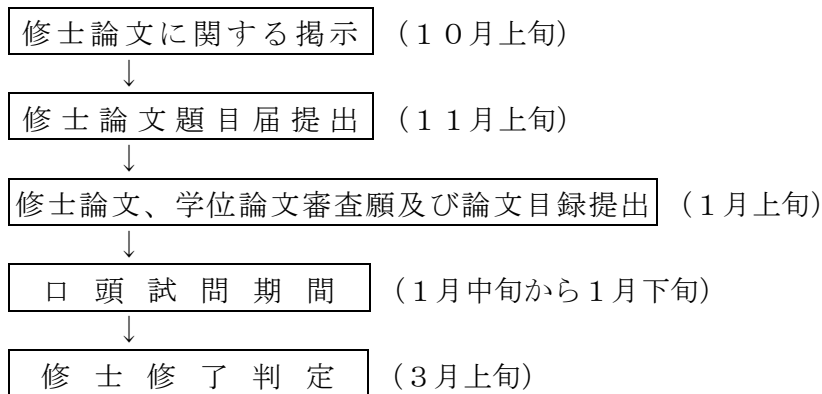 修士論文に関する掲示 (10月上旬)
↓
修士論文題目届提出 (11月上旬)
↓
修士論文、学位論文審査願及び論文目録提出 (1月上旬)
↓
口頭試問期間 (1月中旬から1月下旬)
↓
修士修了判定 (3月上旬)